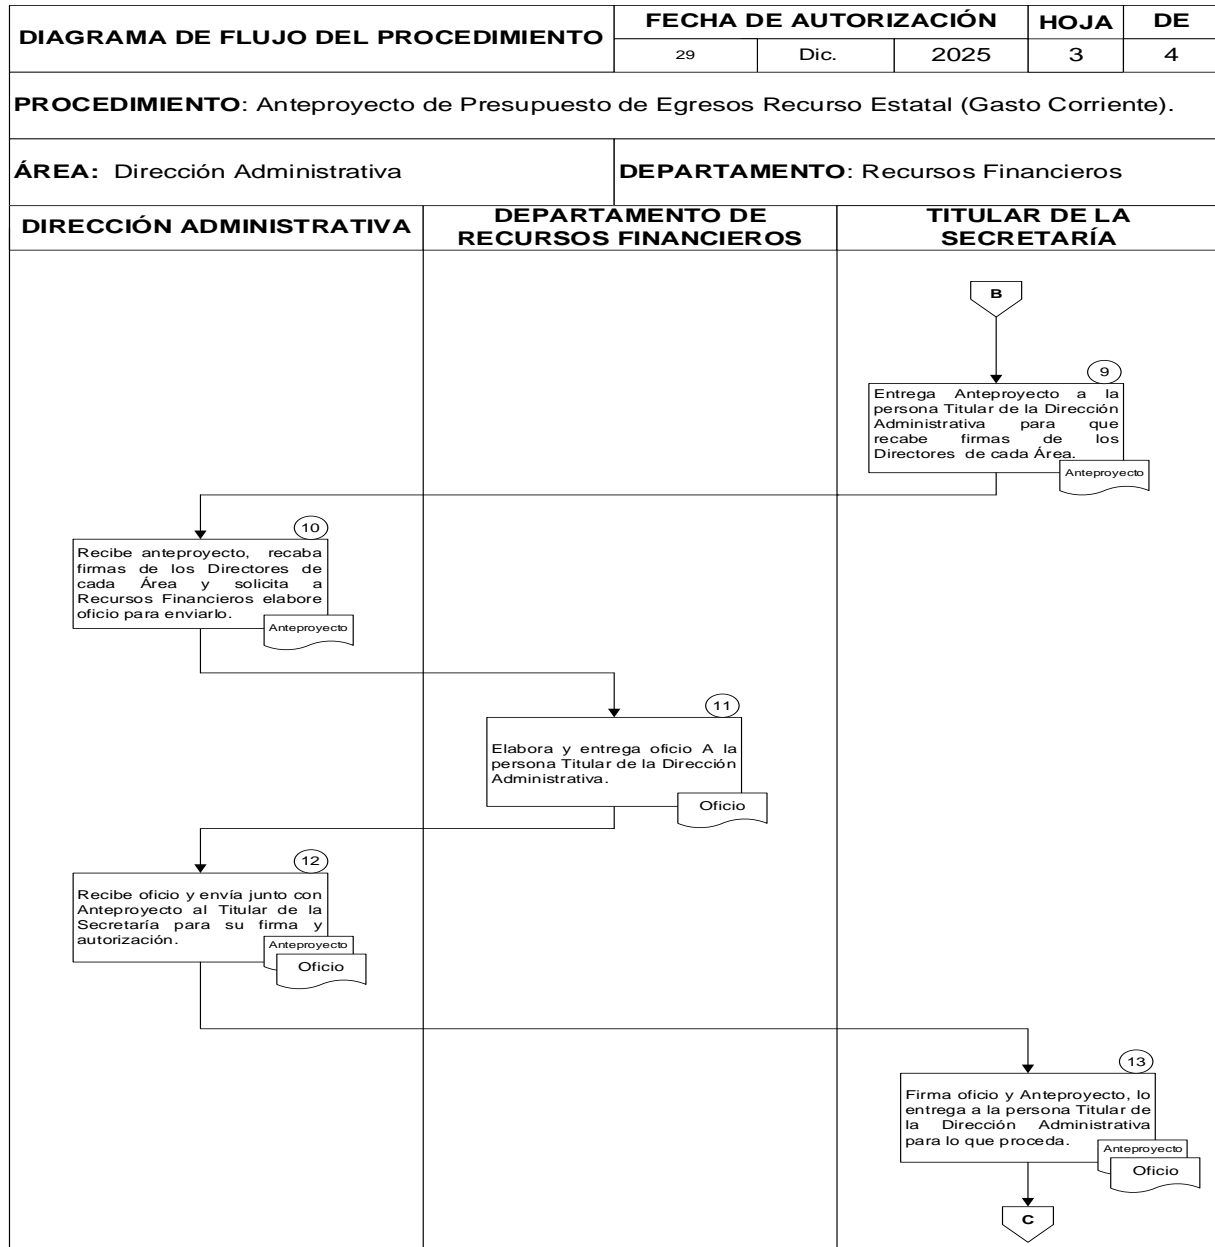 DIAGRAMA DE FLUJO DEL PROCEDIMIENTO
FECHA DE AUTORIZACIÓN
HOJA
DE
29
Dic.
2025
3
4
PROCEDIMIENTO: Anteproyecto de Presupuesto de Egresos Recurso Estatal (Gasto Corriente).
ÁREA: Dirección Administrativa
DEPARTAMENTO: Recursos Financieros
DIRECCIÓN ADMINISTRATIVA
DEPARTAMENTO DE
RECURSOS FINANCIEROS
TITULAR DE LA
SECRETARÍA
B
9
Entrega Anteproyecto a la
persona Titular de la Dirección
Administrativa para que
recabe firmas de los
Directores de cada Área.
Anteproyecto
10
Recibe anteproyecto, recaba
firmas de los Directores de
cada Área y solicita a
Recursos Financieros elabore
oficio para enviarlo.
Anteproyecto
11
Elabora y entrega oficio A la
persona Titular de la Dirección
Administrativa.
Oficio
12
Recibe oficio y envía junto con
Anteproyecto al Titular de la
Secretaría para su firma y
autorización.
Anteproyecto
Oficio
13
Firma oficio y Anteproyecto, lo
entrega a la persona Titular de
la Dirección Administrativa
para lo que proceda.
Anteproyecto
Oficio
C